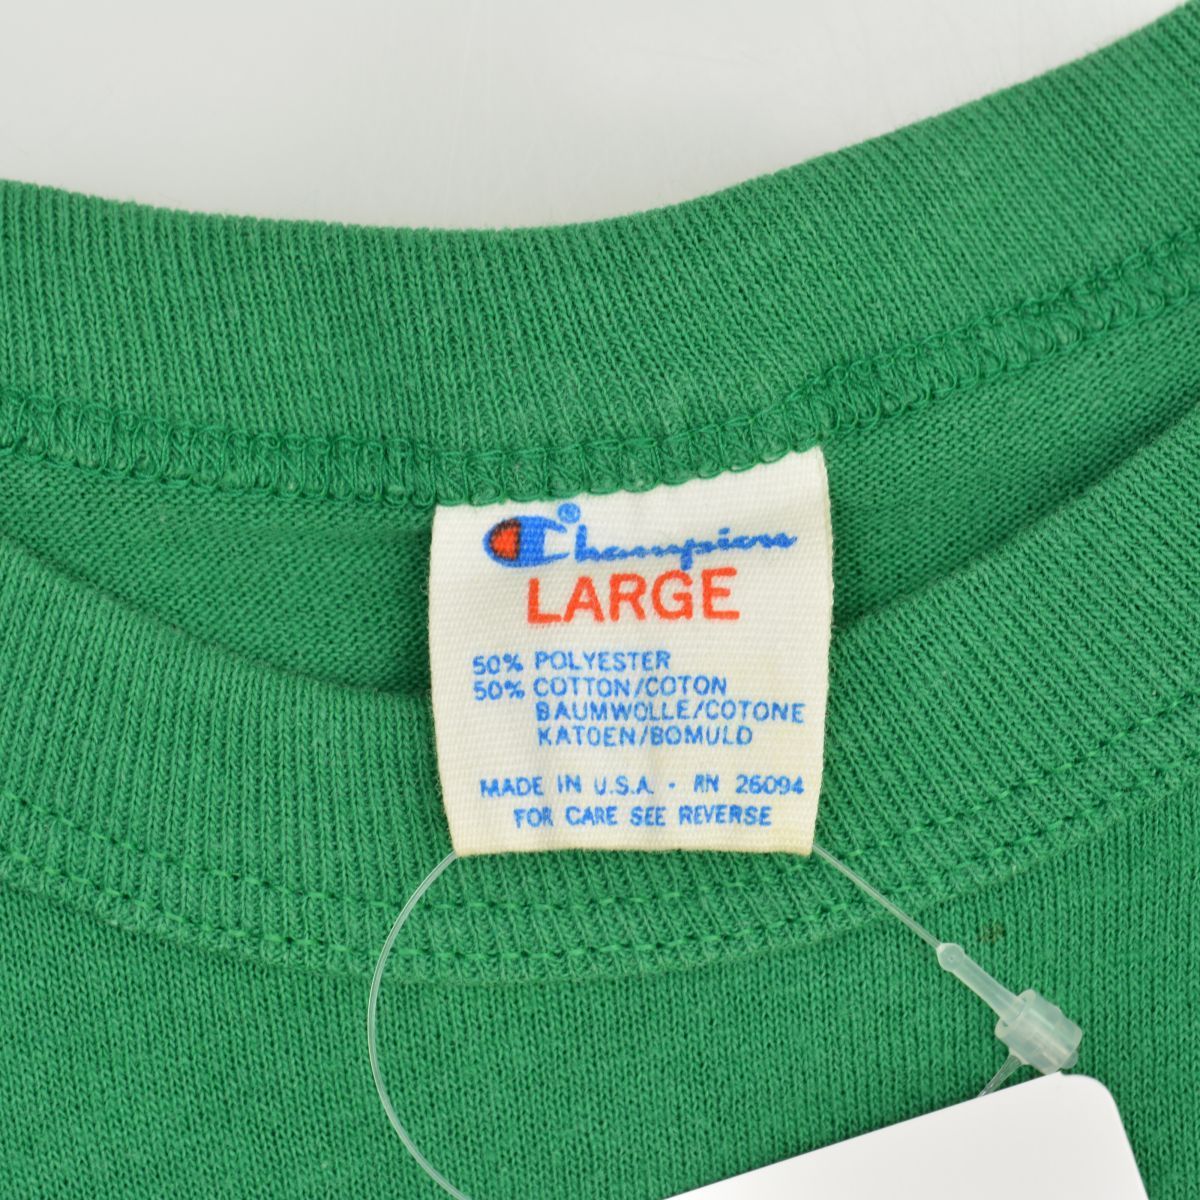 Champion®
LARGE
50% POLYESTER
50% COTTON/COTON
BAUMWOLLE/COTONE
KATOEN/BOMULD
MADE IN U.S.A. · RN 26094
FOR CARE SEE REVERSE